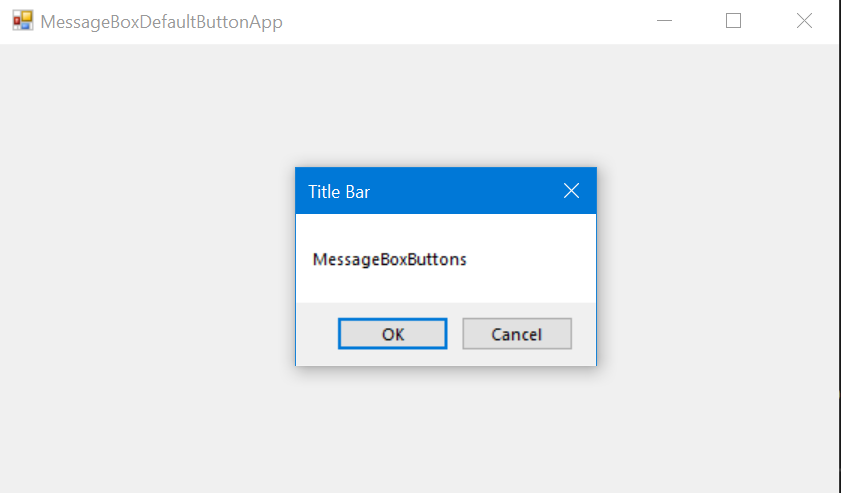 MessageBoxDefaultButtonApp
Title Bar
MessageBoxButtons
OK
Cancel